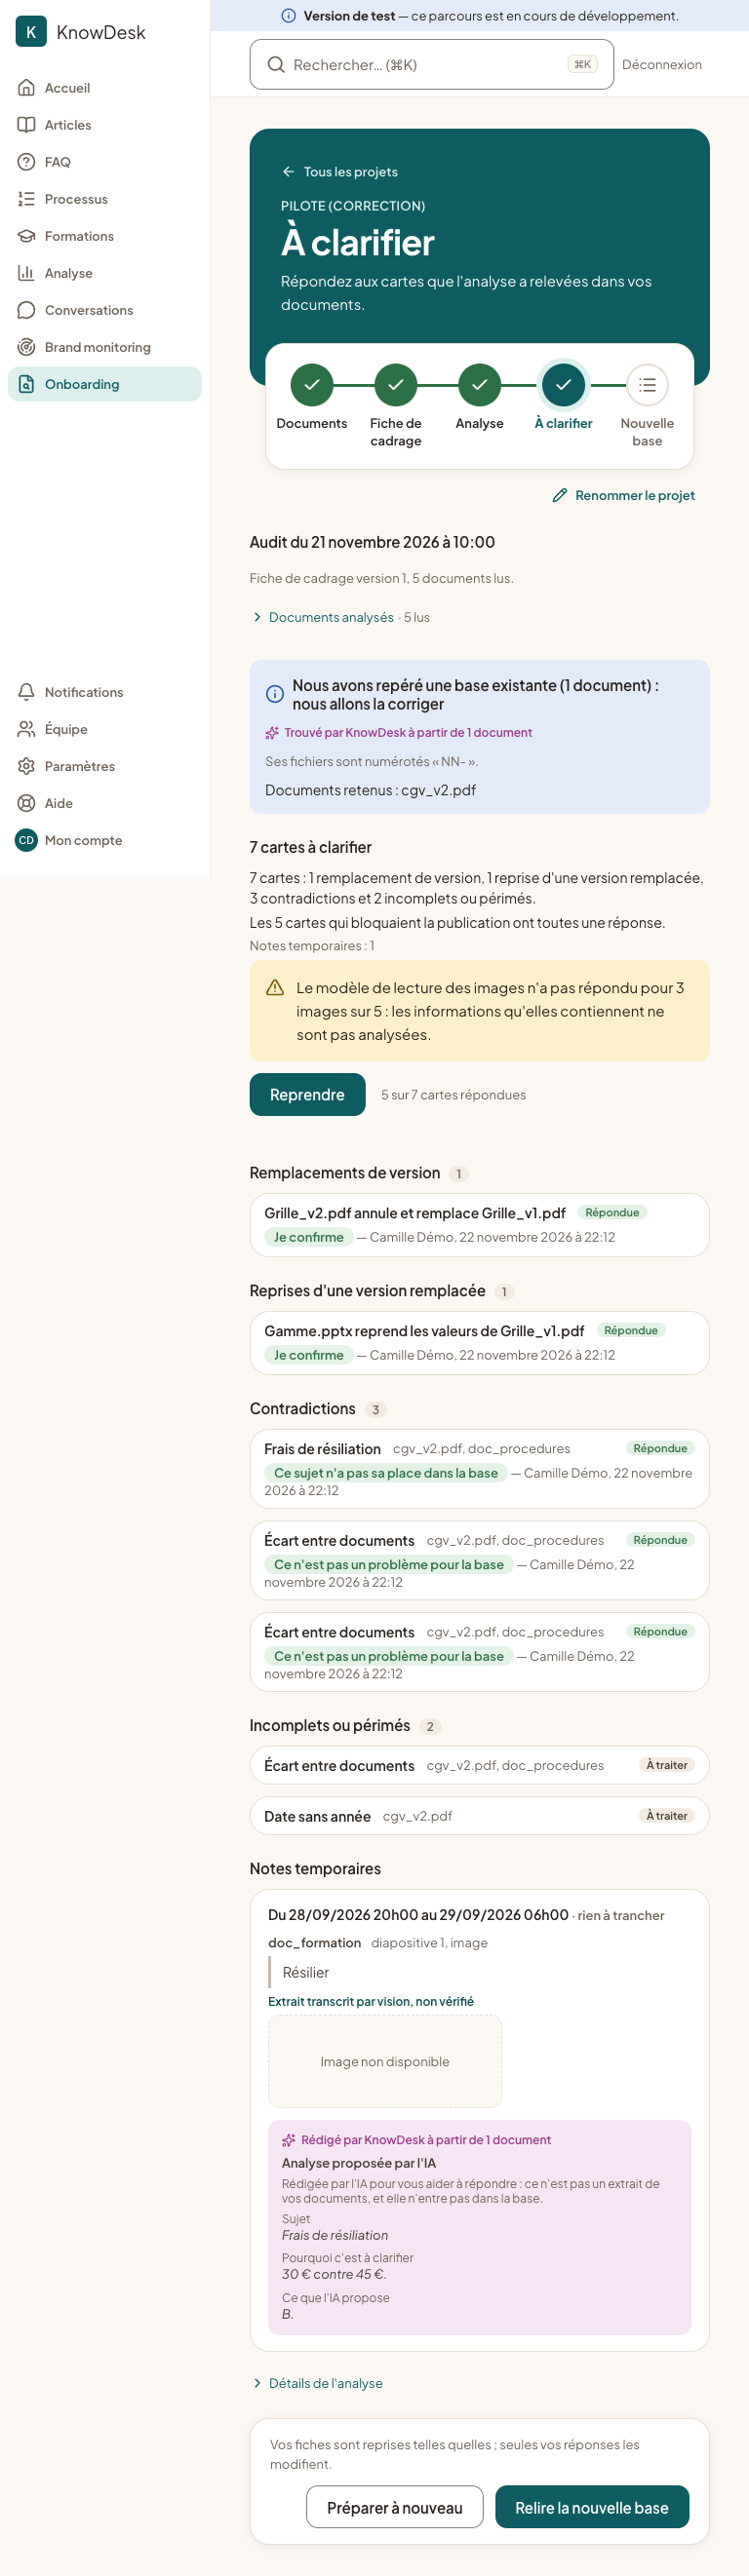 K KnowDesk
Accueil
Articles
FAQ
Processus
Formations
Analyse
Conversations
Brand monitoring
Onboarding
Notifications
Équipe
Paramètres
Aide
CD Mon compte
Version de test — ce parcours est en cours de développement.
Rechercher... (⌘K) ⌘K Déconnexion
← Tous les projets
PILOTE (CORRECTION)
À clarifier
Répondez aux cartes que l'analyse a relevées dans vos
documents.
Documents
Fiche de
cadrage
Analyse
À clarifier
Nouvelle
base
Renommer le projet
Audit du 21 novembre 2026 à 10:00
Fiche de cadrage version 1, 5 documents lus.
Documents analysés · 5 lus
Nous avons repéré une base existante (1 document) :
nous allons la corriger
Trouvé par KnowDesk à partir de 1 document
Ses fichiers sont numérotés « NN- ».
Documents retenus : cgv_v2.pdf
7 cartes à clarifier
7 cartes : 1 remplacement de version, 1 reprise d'une version remplacée,
3 contradictions et 2 incomplets ou périmés.
Les 5 cartes qui bloquaient la publication ont toutes une réponse.
Notes temporaires : 1
Le modèle de lecture des images n'a pas répondu pour 3
images sur 5 : les informations qu'elles contiennent ne
sont pas analysées.
Reprendre 5 sur 7 cartes répondues
Remplacements de version 1
Grille_v2.pdf annule et remplace Grille_v1.pdf Répondue
Je confirme — Camille Démo, 22 novembre 2026 à 22:12
Reprises d'une version remplacée 1
Gamme.pptx reprend les valeurs de Grille_v1.pdf Répondue
Je confirme — Camille Démo, 22 novembre 2026 à 22:12
Contradictions 3
Frais de résiliation cgv_v2.pdf, doc_procedures Répondue
Ce sujet n'a pas sa place dans la base — Camille Démo, 22 novembre
2026 à 22:12
Écart entre documents cgv_v2.pdf, doc_procedures Répondue
Ce n'est pas un problème pour la base — Camille Démo, 22
novembre 2026 à 22:12
Écart entre documents cgv_v2.pdf, doc_procedures Répondue
Ce n'est pas un problème pour la base — Camille Démo, 22
novembre 2026 à 22:12
Incomplets ou périmés 2
Écart entre documents cgv_v2.pdf, doc_procedures À traiter
Date sans année cgv_v2.pdf À traiter
Notes temporaires
Du 28/09/2026 20h00 au 29/09/2026 06h00 · rien à trancher
doc_formation diapositive 1, image
Résilier
Extrait transcrit par vision, non vérifié
Image non disponible
Rédigé par KnowDesk à partir de 1 document
Analyse proposée par l'IA
Rédigée par l'IA pour vous aider à répondre : ce n'est pas un extrait de
vos documents, et elle n'entre pas dans la base.
Sujet
Frais de résiliation
Pourquoi c'est à clarifier
30 € contre 45 €.
Ce que l'IA propose
B.
Détails de l'analyse
Vos fiches sont reprises telles quelles ; seules vos réponses les
modifient.
Préparer à nouveau Relire la nouvelle base